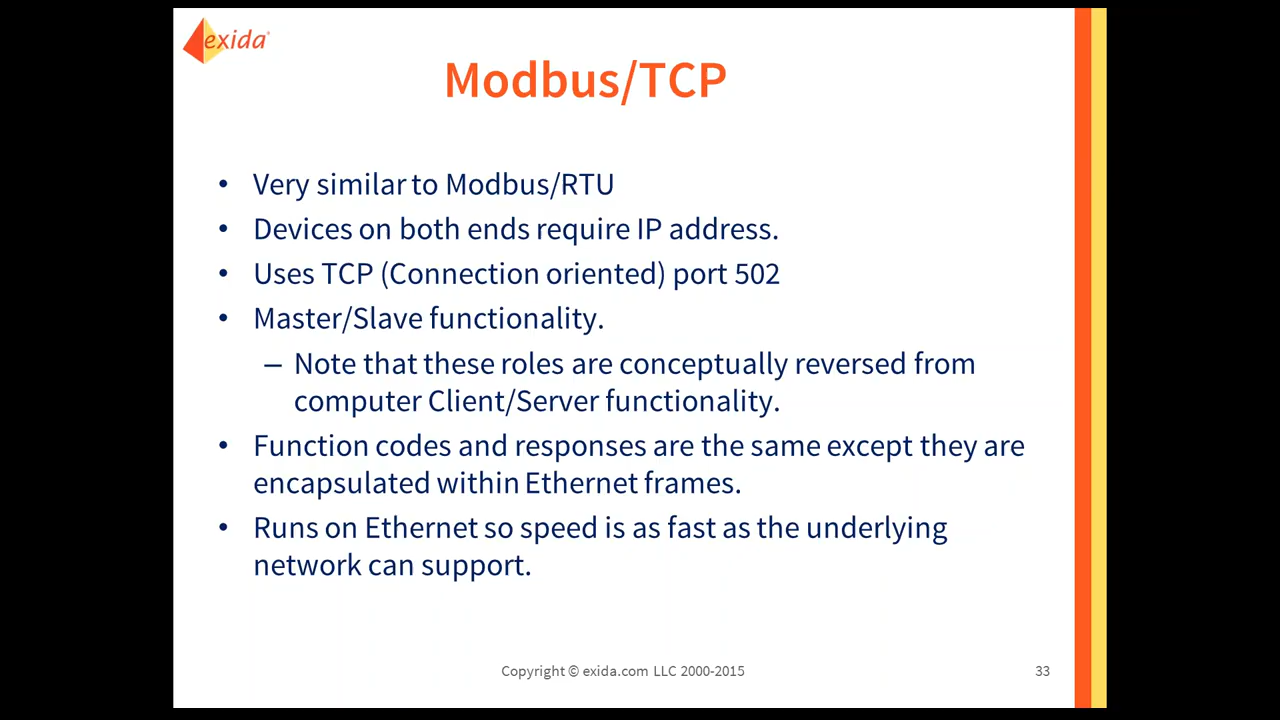 exida®
Modbus/TCP
• Very similar to Modbus/RTU
• Devices on both ends require IP address.
• Uses TCP (Connection oriented) port 502
• Master/Slave functionality.
– Note that these roles are conceptually reversed from
computer Client/Server functionality.
• Function codes and responses are the same except they are
encapsulated within Ethernet frames.
• Runs on Ethernet so speed is as fast as the underlying
network can support.
Copyright © exida.com LLC 2000-2015
33